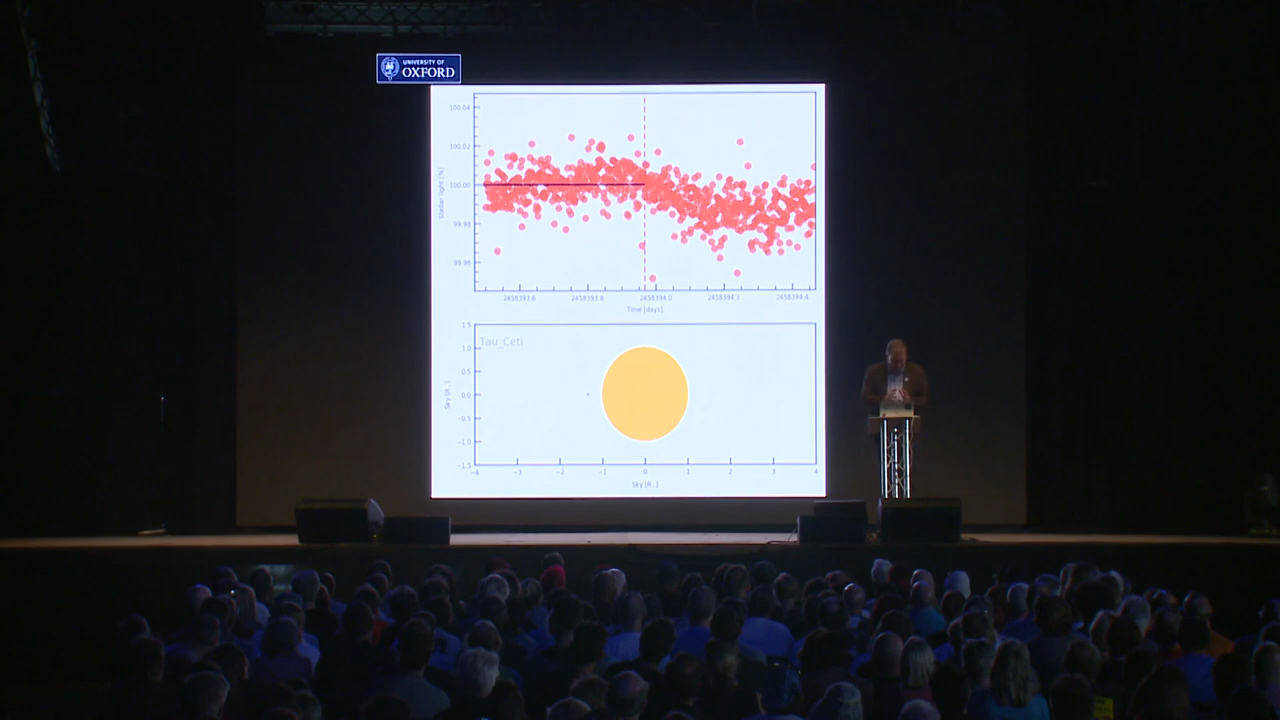 UNIVERSITY OF
OXFORD
100.04
100.02
100.00
99.98
99.96
Stellar light [%]
2458393.6 2458393.8 2458394.0 2458394.2 2458394.4
Time [days]
Tau_Ceti
1.5
1.0
0.5
0.0
−0.5
−1.0
−1.5
−4 −3 −2 −1 0 1 2 3 4